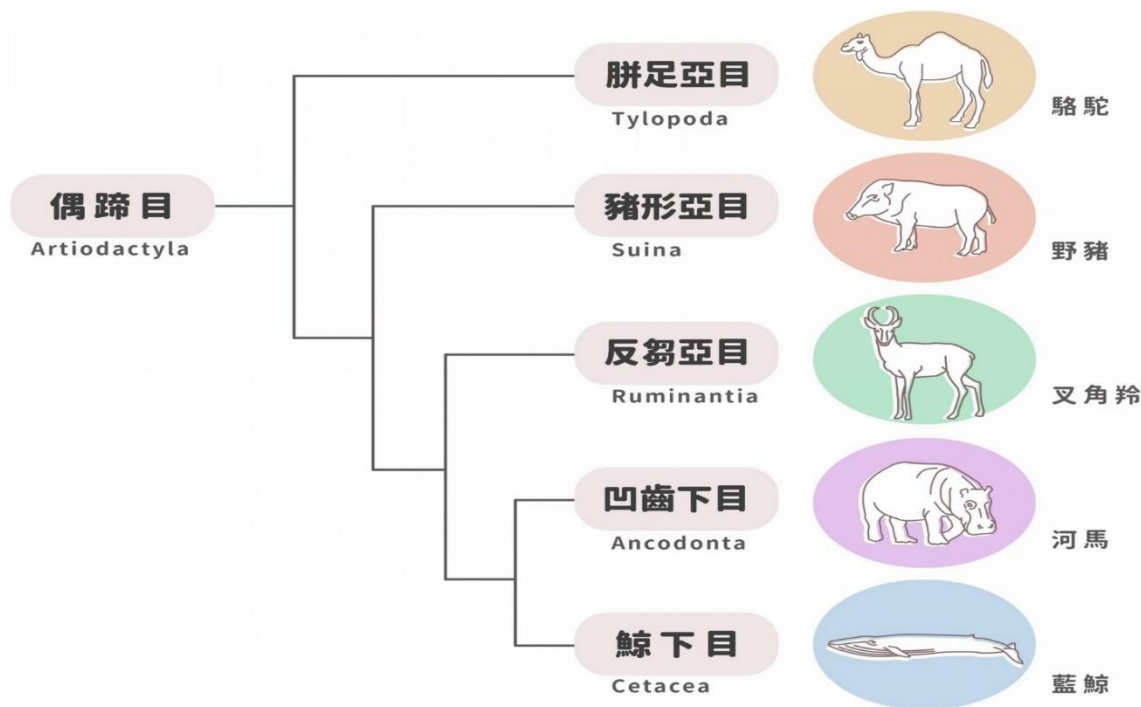 胼足亞目
Tylopoda
駱駝
偶蹄目
Artiodactyla
豬形亞目
Suina
野豬
反芻亞目
Ruminantia
叉角羚
凹齒下目
Ancodonta
河馬
鯨下目
Cetacea
藍鯨